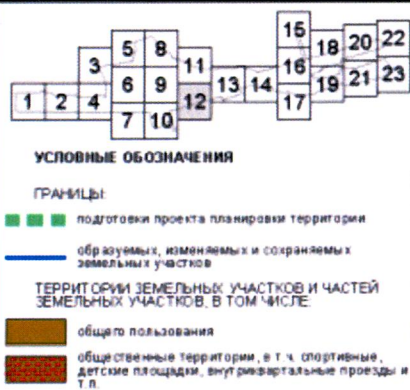 15
5 8 18 20 22
3 11 16
1 2 4 6 9 12 13 14 19 21 23
7 10 17
УСЛОВНЫЕ ОБОЗНАЧЕНИЯ
ГРАНИЦЫ:
подготовки проекта планировки территории
образуемых, изменяемых и сохраняемых
земельных участков
ТЕРРИТОРИИ ЗЕМЕЛЬНЫХ УЧАСТКОВ И ЧАСТЕЙ
ЗЕМЕЛЬНЫХ УЧАСТКОВ, В ТОМ ЧИСЛЕ:
общего пользования
общественные территории, в т.ч. спортивные,
детские площадки, внутриквартальные проезды и
т.п.